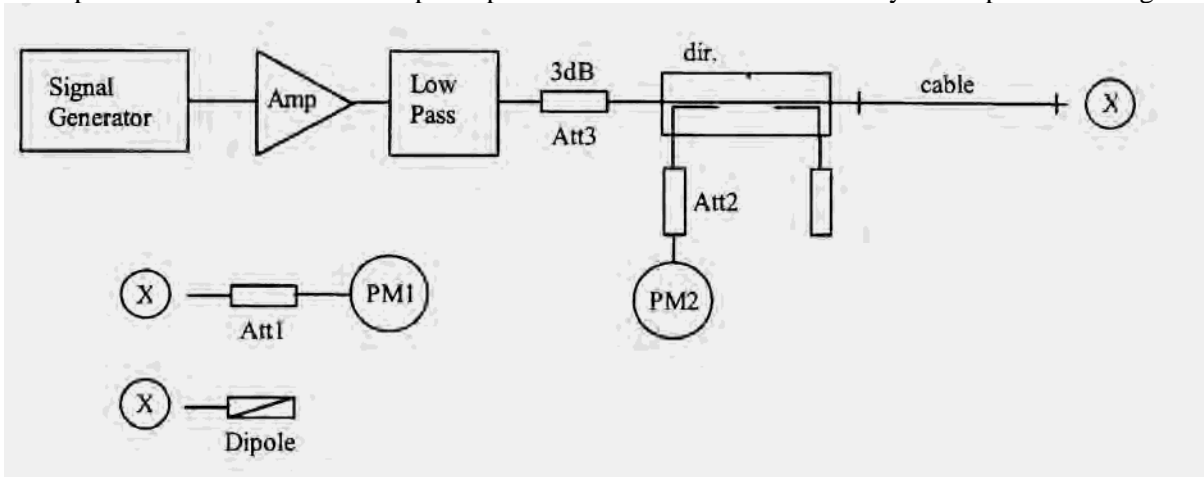 Signal
Generator
Amp
Low
Pass
3dB
Att3
dir.
cable
X
Att2
PM2
X
PM1
Att1
X
Dipole